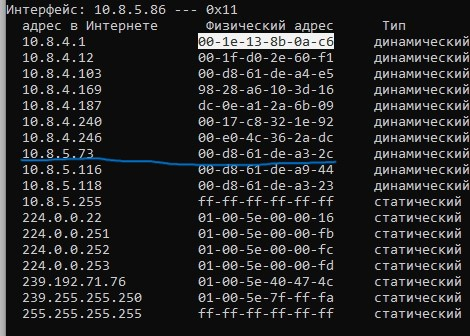 Интерфейс: 10.8.5.86 --- 0x11
адрес в Интернете Физический адрес Тип
10.8.4.1 00-1e-13-8b-0a-c6 динамический
10.8.4.12 00-1f-d0-2e-60-f1 динамический
10.8.4.103 00-d8-61-de-a4-e5 динамический
10.8.4.169 98-28-a6-10-3d-16 динамический
10.8.4.187 dc-0e-a1-2a-6b-09 динамический
10.8.4.240 00-17-c8-32-1e-92 динамический
10.8.4.246 00-e0-4c-36-2a-dc динамический
10.8.5.73 00-d8-61-de-a3-2c динамический
10.8.5.116 00-d8-61-de-a9-44 динамический
10.8.5.118 00-d8-61-de-a3-23 динамический
10.8.5.255 ff-ff-ff-ff-ff-ff статический
224.0.0.22 01-00-5e-00-00-16 статический
224.0.0.251 01-00-5e-00-00-fb статический
224.0.0.252 01-00-5e-00-00-fc статический
224.0.0.253 01-00-5e-00-00-fd статический
239.192.71.76 01-00-5e-40-47-4c статический
239.255.255.250 01-00-5e-7f-ff-fa статический
255.255.255.255 ff-ff-ff-ff-ff-ff статический